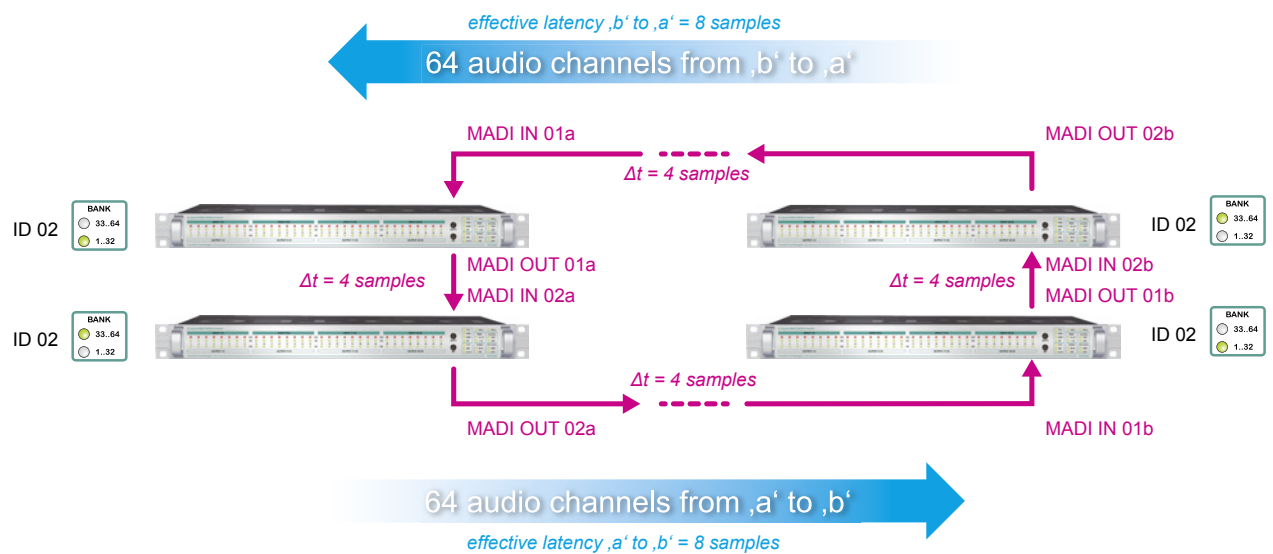 effective latency ‚b‘ to ‚a‘ = 8 samples
64 audio channels from ‚b‘ to ‚a‘
MADI IN 01a
MADI OUT 02b
Δt = 4 samples
ID 02
BANK
33..64
1..32
BANK
33..64
1..32
ID 02
MADI OUT 01a
Δt = 4 samples
MADI IN 02a
MADI IN 02b
Δt = 4 samples
MADI OUT 01b
ID 02
BANK
33..64
1..32
BANK
33..64
1..32
ID 02
Δt = 4 samples
MADI OUT 02a
MADI IN 01b
64 audio channels from ‚a‘ to ‚b‘
effective latency ‚a‘ to ‚b‘ = 8 samples